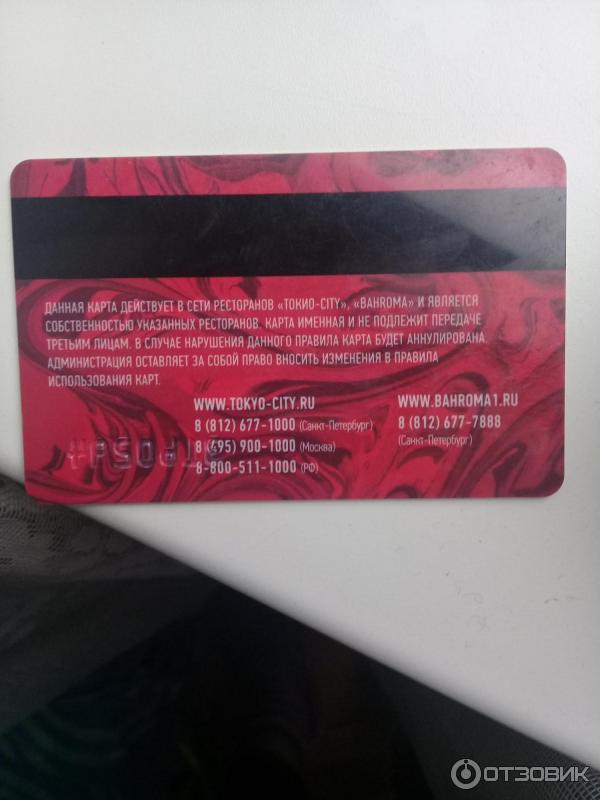 ДАННАЯ КАРТА ДЕЙСТВУЕТ В СЕТИ РЕСТОРАНОВ «ТОКИО-CITY», «BAHROMA» И ЯВЛЯЕТСЯ
СОБСТВЕННОСТЬЮ УКАЗАННЫХ РЕСТОРАНОВ. КАРТА ИМЕННАЯ И НЕ ПОДЛЕЖИТ ПЕРЕДАЧЕ
ТРЕТЬИМ ЛИЦАМ. В СЛУЧАЕ НАРУШЕНИЯ ДАННОГО ПРАВИЛА КАРТА БУДЕТ АННУЛИРОВАНА.
АДМИНИСТРАЦИЯ ОСТАВЛЯЕТ ЗА СОБОЙ ПРАВО ВНОСИТЬ ИЗМЕНЕНИЯ В ПРАВИЛА
ИСПОЛЬЗОВАНИЯ КАРТ.
WWW.TOKYO-CITY.RU
8 (812) 677-1000 (Санкт-Петербург)
8 (495) 900-1000 (Москва)
8-800-511-1000 (РФ)
WWW.BAHROMA1.RU
8 (812) 677-7888
(Санкт-Петербург)
ОТЗОВИК